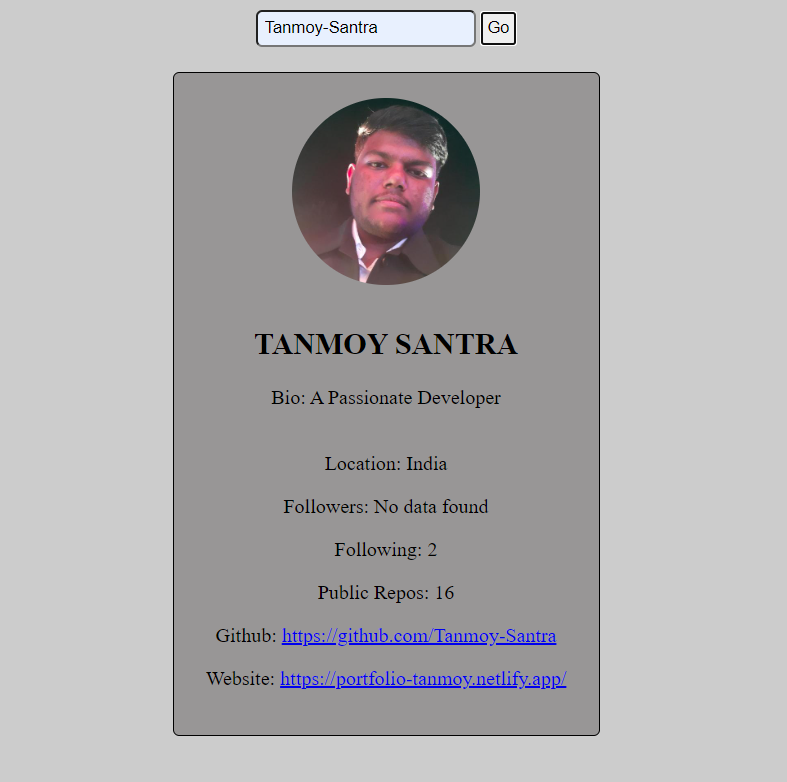 Tanmoy-Santra Go
TANMOY SANTRA
Bio: A Passionate Developer
Location: India
Followers: No data found
Following: 2
Public Repos: 16
Github: https://github.com/Tanmoy-Santra
Website: https://portfolio-tanmoy.netlify.app/